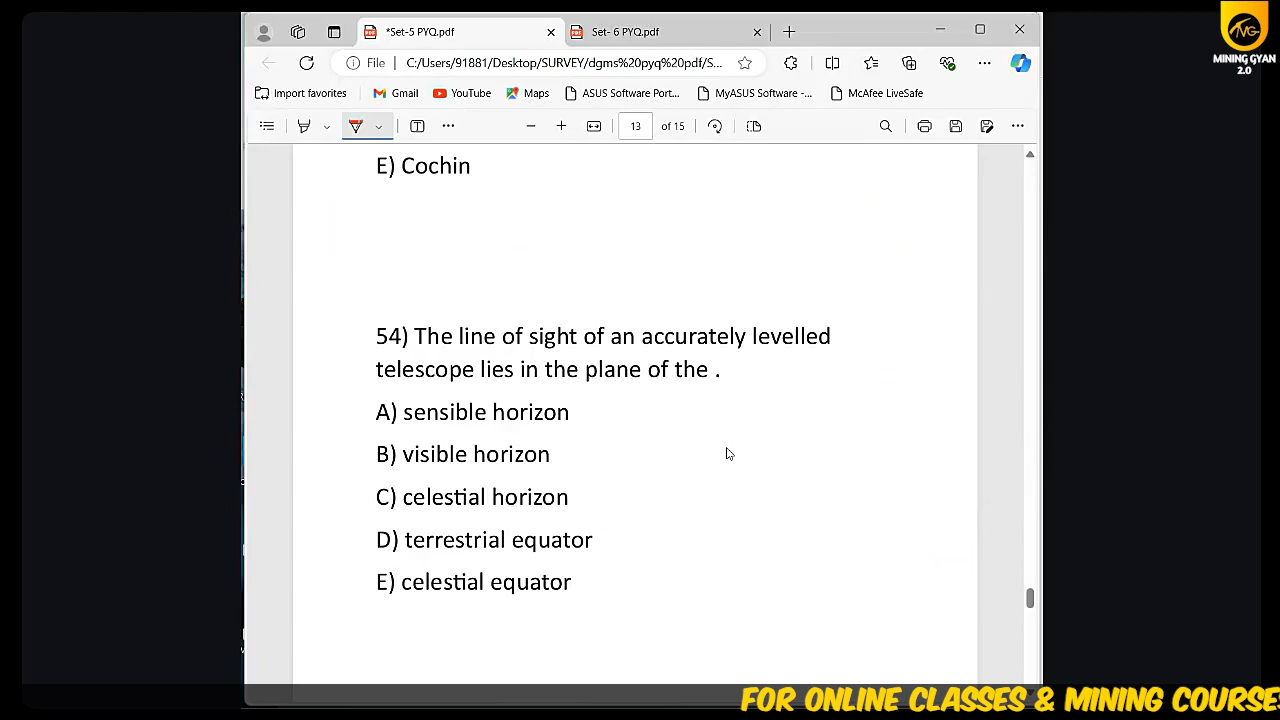 *Set-5 PYQ.pdf
Set- 6 PYQ.pdf
MINING GYAN
2.0
File
C:/Users/91881/Desktop/SURVEY/dgms%20pyq%20pdf/S...
Import favorites
Gmail
YouTube
Maps
ASUS Software Port...
MyASUS Software -...
McAfee LiveSafe
13 of 15
E) Cochin
54) The line of sight of an accurately levelled
telescope lies in the plane of the .
A) sensible horizon
B) visible horizon
C) celestial horizon
D) terrestrial equator
E) celestial equator
FOR ONLINE CLASSES & MINING COURSE